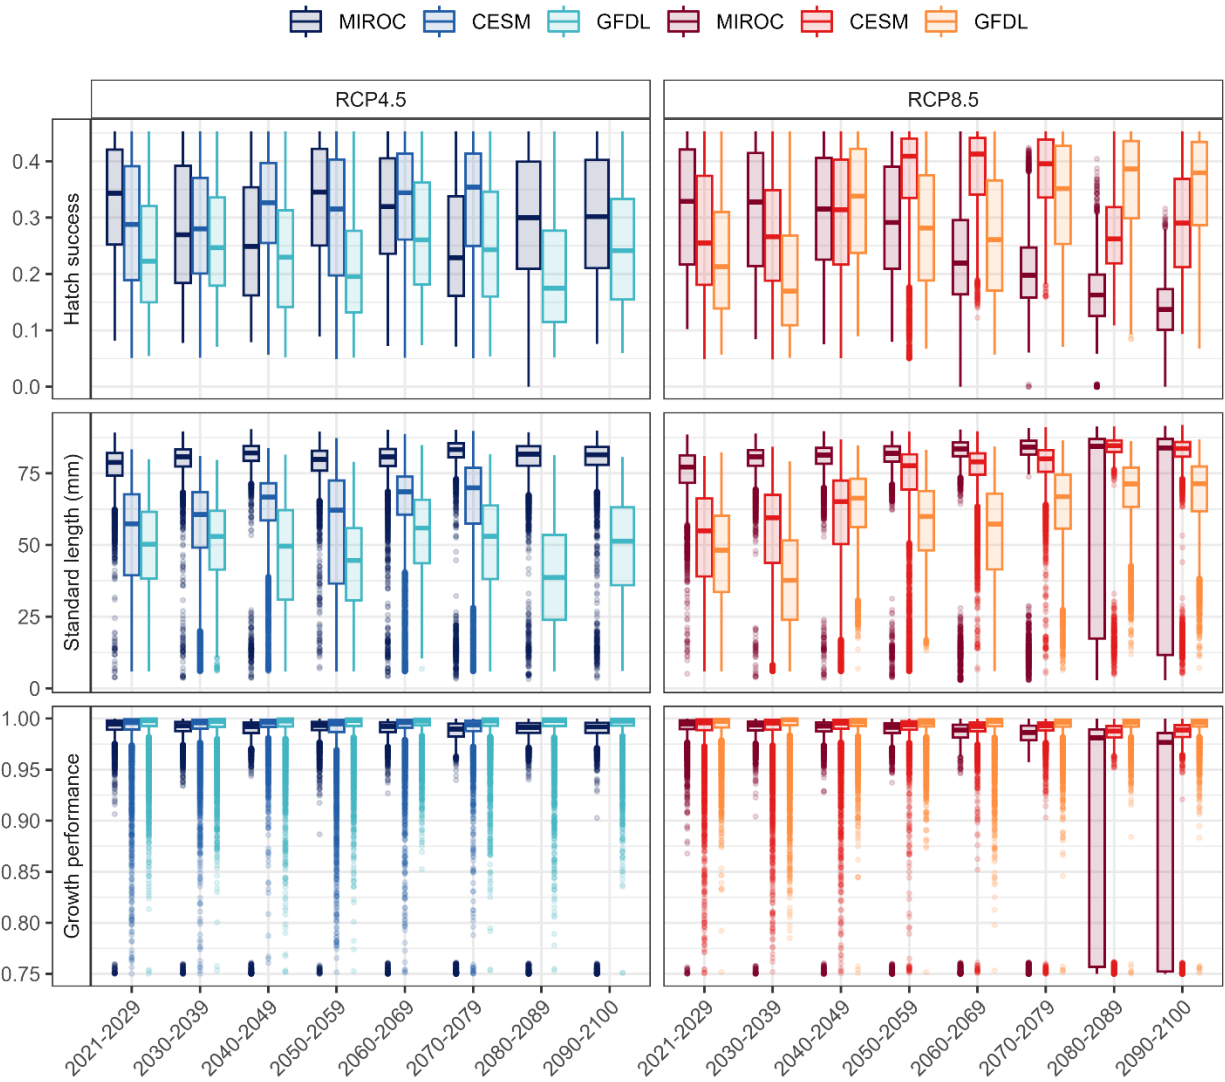 MIROC CESM GFDL MIROC CESM GFDL
RCP4.5 RCP8.5
Hatch success
0.4
0.3
0.2
0.1
0.0
Standard length (mm)
75
50
25
0
Growth performance
1.00
0.95
0.90
0.85
0.80
0.75
2021-2029 2030-2039 2040-2049 2050-2059 2060-2069 2070-2079 2080-2089 2090-2100 2021-2029 2030-2039 2040-2049 2050-2059 2060-2069 2070-2079 2080-2089 2090-2100